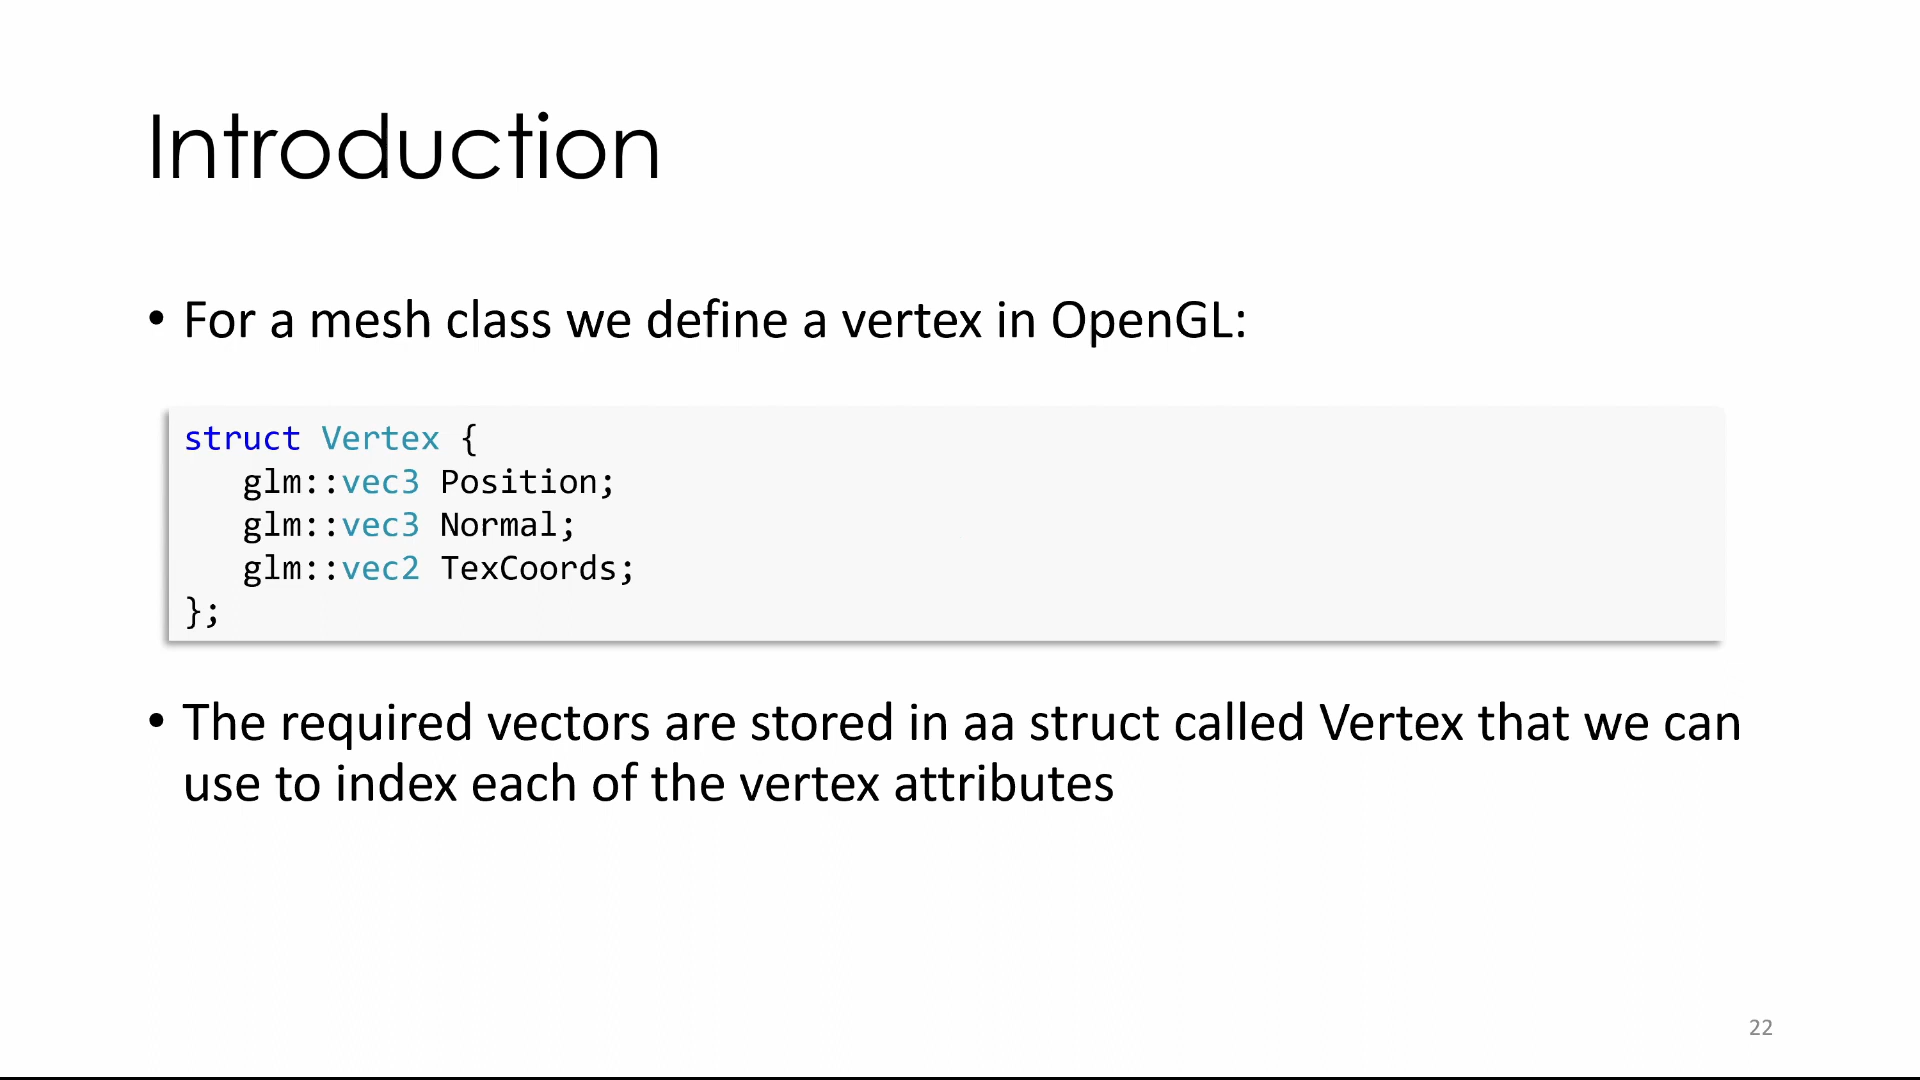 Introduction
• For a mesh class we define a vertex in OpenGL:
struct Vertex {
   glm::vec3 Position;
   glm::vec3 Normal;
   glm::vec2 TexCoords;
};
• The required vectors are stored in aa struct called Vertex that we can
use to index each of the vertex attributes
22